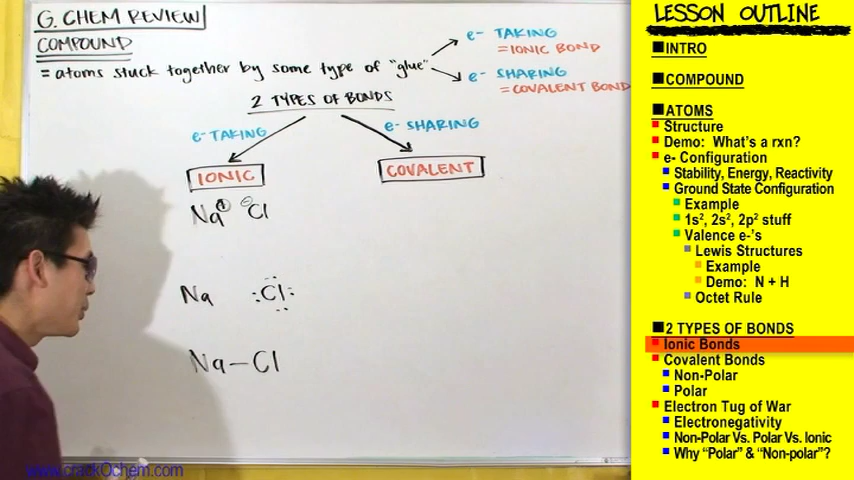 G. CHEM REVIEW
COMPOUND
= atoms stuck together by some type of "glue"
e- TAKING
= IONIC BOND
e- SHARING
= COVALENT BOND
2 TYPES OF BONDS
e- TAKING
e- SHARING
IONIC
COVALENT
Na⊕ ⊖Cl
Na :Cl:
Na—Cl
www.crackOchem.com
LESSON OUTLINE
INTRO
COMPOUND
ATOMS
Structure
Demo: What's a rxn?
e- Configuration
Stability, Energy, Reactivity
Ground State Configuration
Example
1s², 2s², 2p² stuff
Valence e-'s
Lewis Structures
Example
Demo: N + H
Octet Rule
2 TYPES OF BONDS
Ionic Bonds
Covalent Bonds
Non-Polar
Polar
Electron Tug of War
Electronegativity
Non-Polar Vs. Polar Vs. Ionic
Why "Polar" & "Non-polar"?